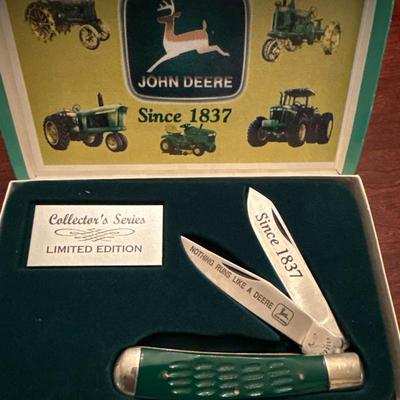 JOHN DEERE
Since 1837
Collector's Series
LIMITED EDITION
NOTHING RUNS LIKE A DEERE
Since 1837